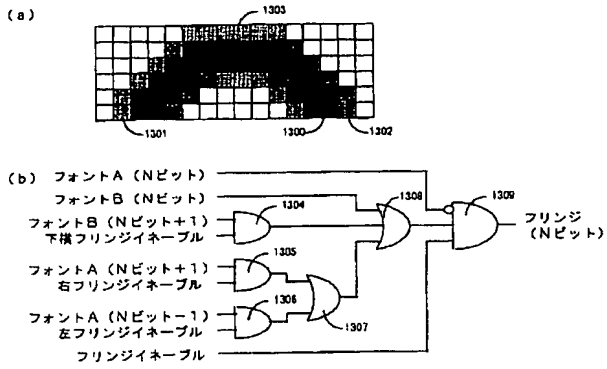 (a)
1303
1301
1300
1302
(b)
フォントA(Nビット)
フォントB(Nビット)
1308
1309
1304
フォントB(Nビット+1)
下横フリンジイネーブル
フリンジ
(Nビット)
1305
フォントA(Nビット+1)
右フリンジイネーブル
1306
フォントA(Nビット-1)
左フリンジイネーブル
1307
フリンジイネーブル